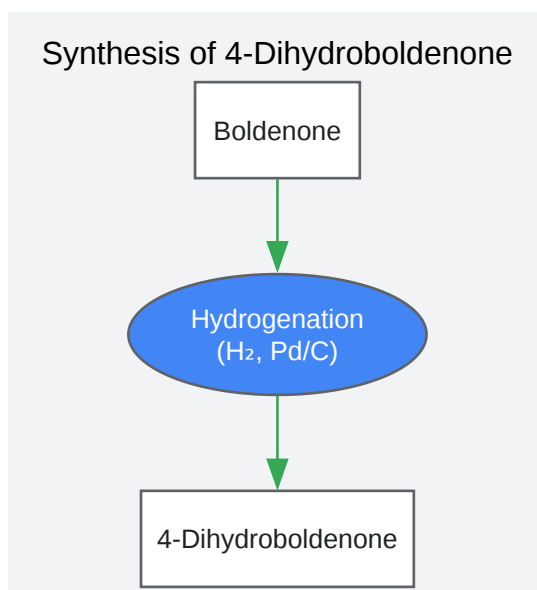 Synthesis of 4-Dihydroboldenone
Boldenone
Hydrogenation
(H₂, Pd/C)
4-Dihydroboldenone